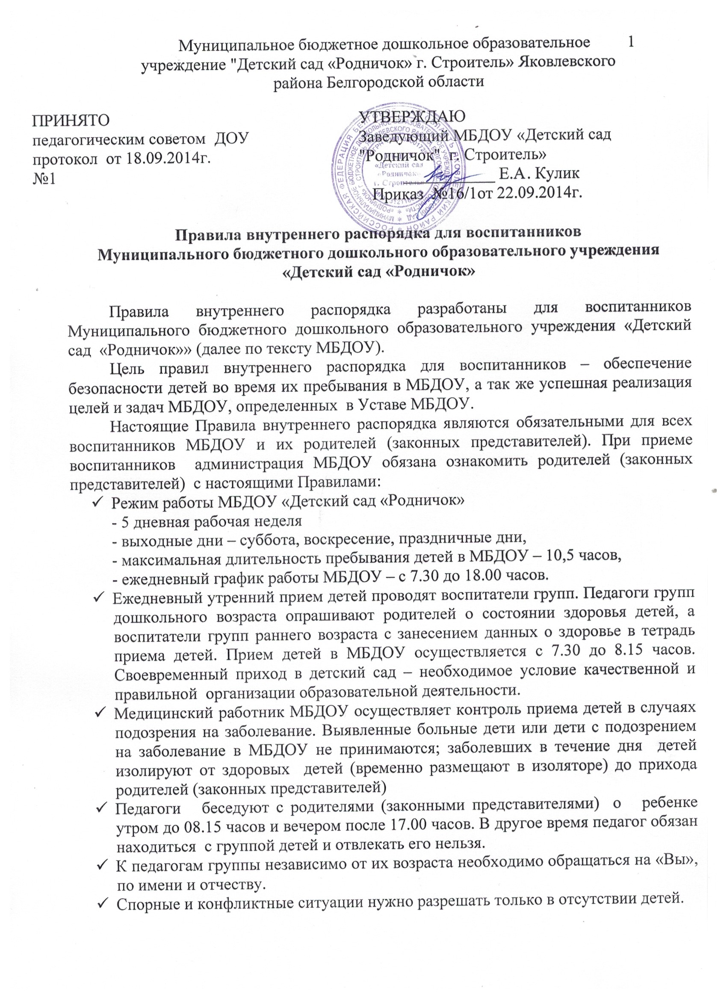 Муниципальное бюджетное дошкольное образовательное 1
учреждение "Детский сад «Родничок» г. Строитель» Яковлевского
района Белгородской области
ПРИНЯТО
педагогическим советом ДОУ
протокол от 18.09.2014г.
№1
УТВЕРЖДАЮ
Заведующий МБДОУ «Детский сад
"Родничок" г. Строитель»
Е.А. Кулик
Приказ №16/1от 22.09.2014г.
«Детский сад
«Родничок»
г. Строитель»
Правила внутреннего распорядка для воспитанников
Муниципального бюджетного дошкольного образовательного учреждения
«Детский сад «Родничок»
Правила внутреннего распорядка разработаны для воспитанников
Муниципального бюджетного дошкольного образовательного учреждения «Детский
сад «Родничок»» (далее по тексту МБДОУ).
Цель правил внутреннего распорядка для воспитанников – обеспечение
безопасности детей во время их пребывания в МБДОУ, а так же успешная реализация
целей и задач МБДОУ, определенных в Уставе МБДОУ.
Настоящие Правила внутреннего распорядка являются обязательными для всех
воспитанников МБДОУ и их родителей (законных представителей). При приеме
воспитанников администрация МБДОУ обязана ознакомить родителей (законных
представителей) с настоящими Правилами:
✓ Режим работы МБДОУ «Детский сад «Родничок»
- 5 дневная рабочая неделя
- выходные дни – суббота, воскресение, праздничные дни,
- максимальная длительность пребывания детей в МБДОУ – 10,5 часов,
- ежедневный график работы МБДОУ – с 7.30 до 18.00 часов.
✓ Ежедневный утренний прием детей проводят воспитатели групп. Педагоги групп
дошкольного возраста опрашивают родителей о состоянии здоровья детей, а
воспитатели групп раннего возраста с занесением данных о здоровье в тетрадь
приема детей. Прием детей в МБДОУ осуществляется с 7.30 до 8.15 часов.
Своевременный приход в детский сад – необходимое условие качественной и
правильной организации образовательной деятельности.
✓ Медицинский работник МБДОУ осуществляет контроль приема детей в случаях
подозрения на заболевание. Выявленные больные дети или дети с подозрением
на заболевание в МБДОУ не принимаются; заболевших в течение дня детей
изолируют от здоровых детей (временно размещают в изоляторе) до прихода
родителей (законных представителей)
✓ Педагоги беседуют с родителями (законными представителями) о ребенке
утром до 08.15 часов и вечером после 17.00 часов. В другое время педагог обязан
находиться с группой детей и отвлекать его нельзя.
✓ К педагогам группы независимо от их возраста необходимо обращаться на «Вы»,
по имени и отчеству.
✓ Спорные и конфликтные ситуации нужно разрешать только в отсутствии детей.